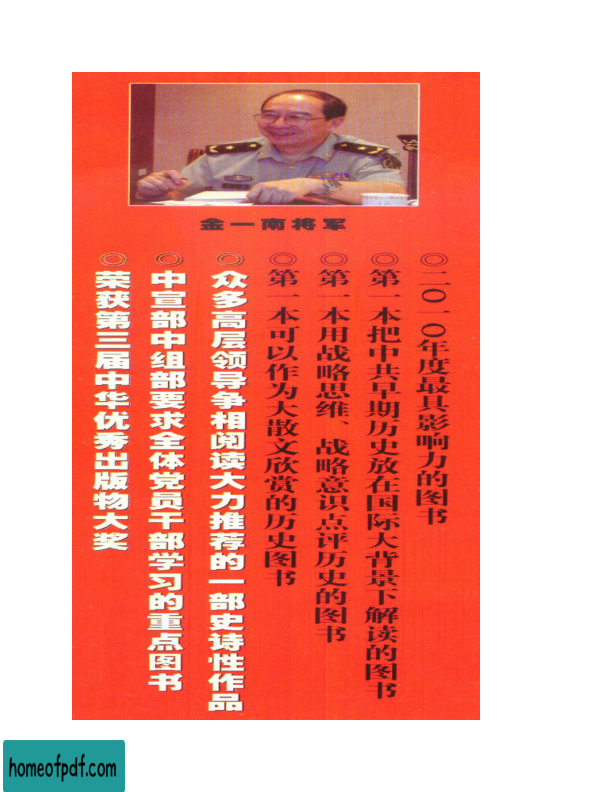 金一南将军
◎二〇一〇年度最具影响力的图书
◎第一本把中共早期历史放在国际大背景下解读的图书
◎第一本用战略思维、战略意识点评历史的图书
◎第一本可以作为大散文欣赏的历史图书
◎众多高层领导争相阅读大力推荐的一部史诗性作品
◎中宣部中组部要求全体党员干部学习的重点图书
◎荣获第三届中华优秀出版物大奖
homeofpdf.com